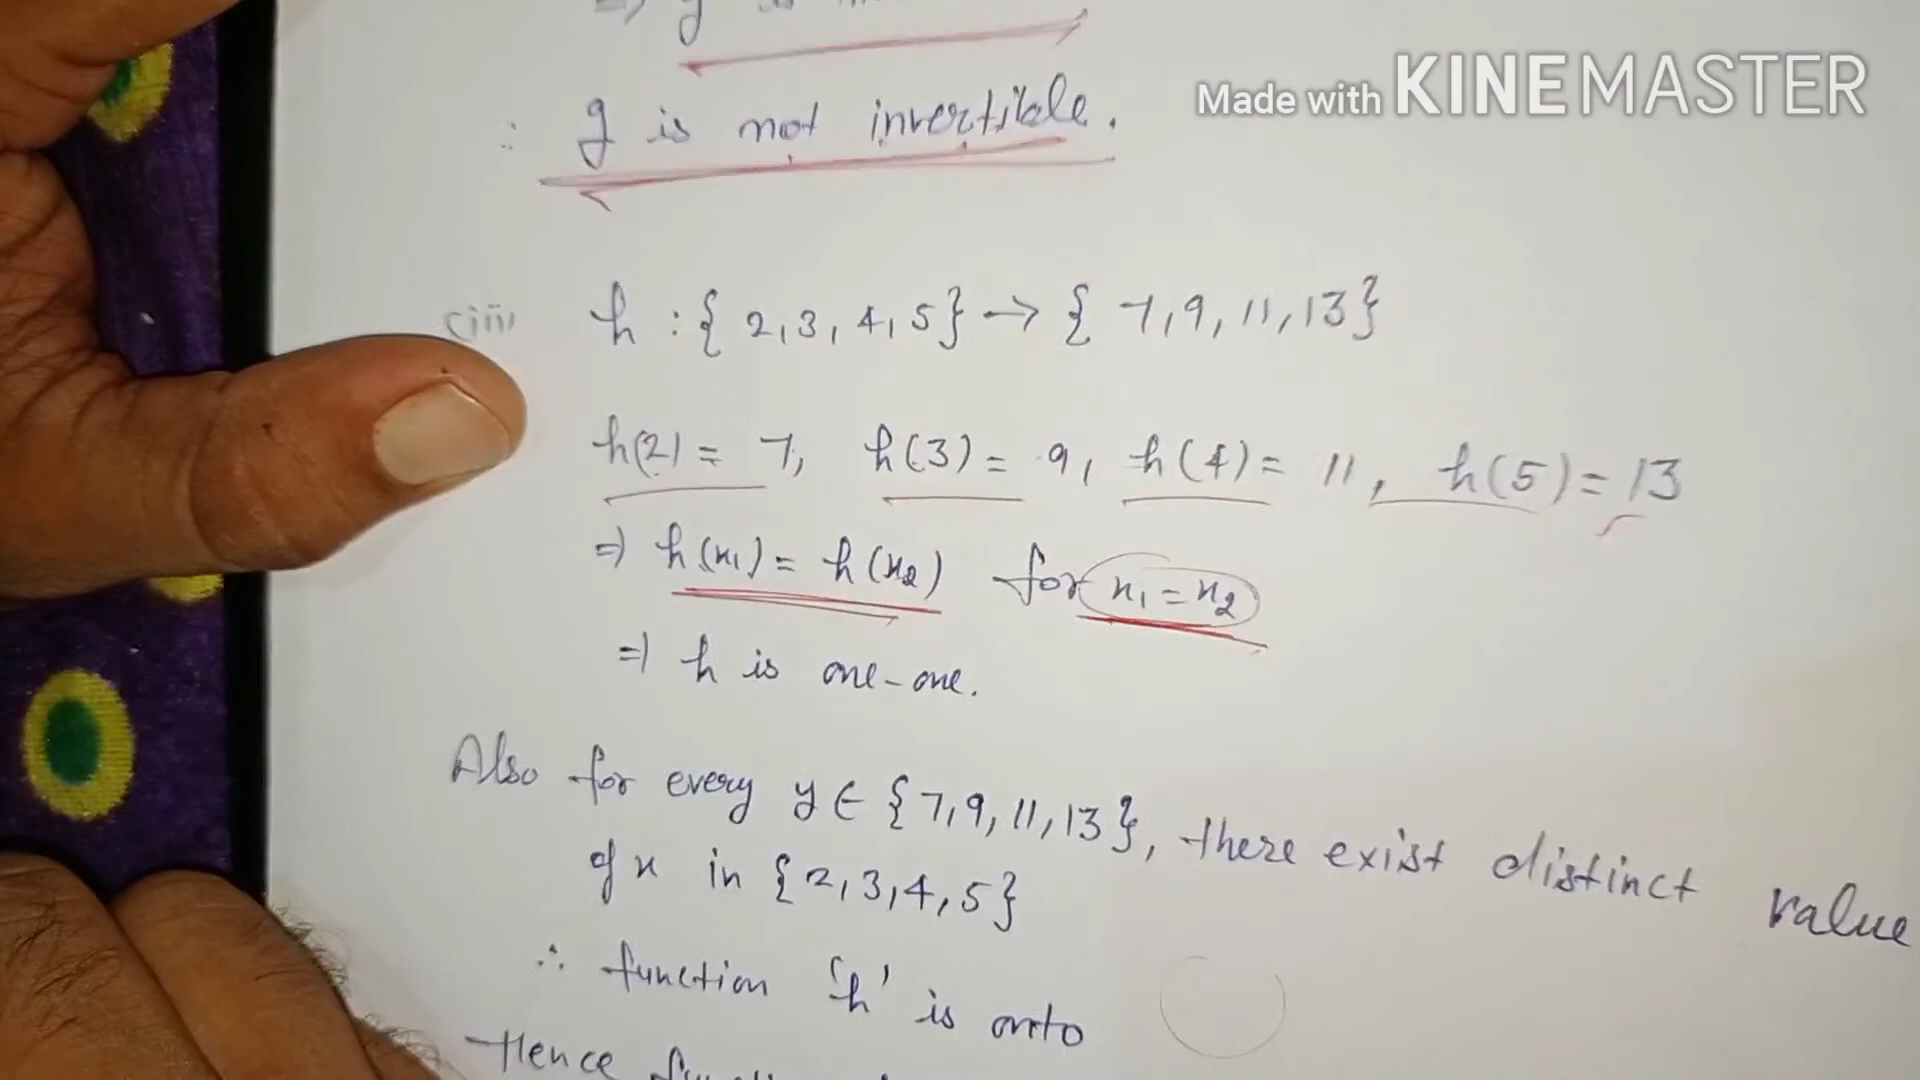 Made with KINEMASTER
∴ g is not invertible.
(iii) h : { 2, 3, 4, 5 } → { 7, 9, 11, 13 }
h(2) = 7, h(3) = 9, h(4) = 11, h(5) = 13
⇒ h(x1) = h(x2) for x1 = x2
⇒ h is one-one.
Also for every y ∈ { 7, 9, 11, 13 }, there exist distinct value
of x in { 2, 3, 4, 5 }
∴ function 'h' is onto
Hence